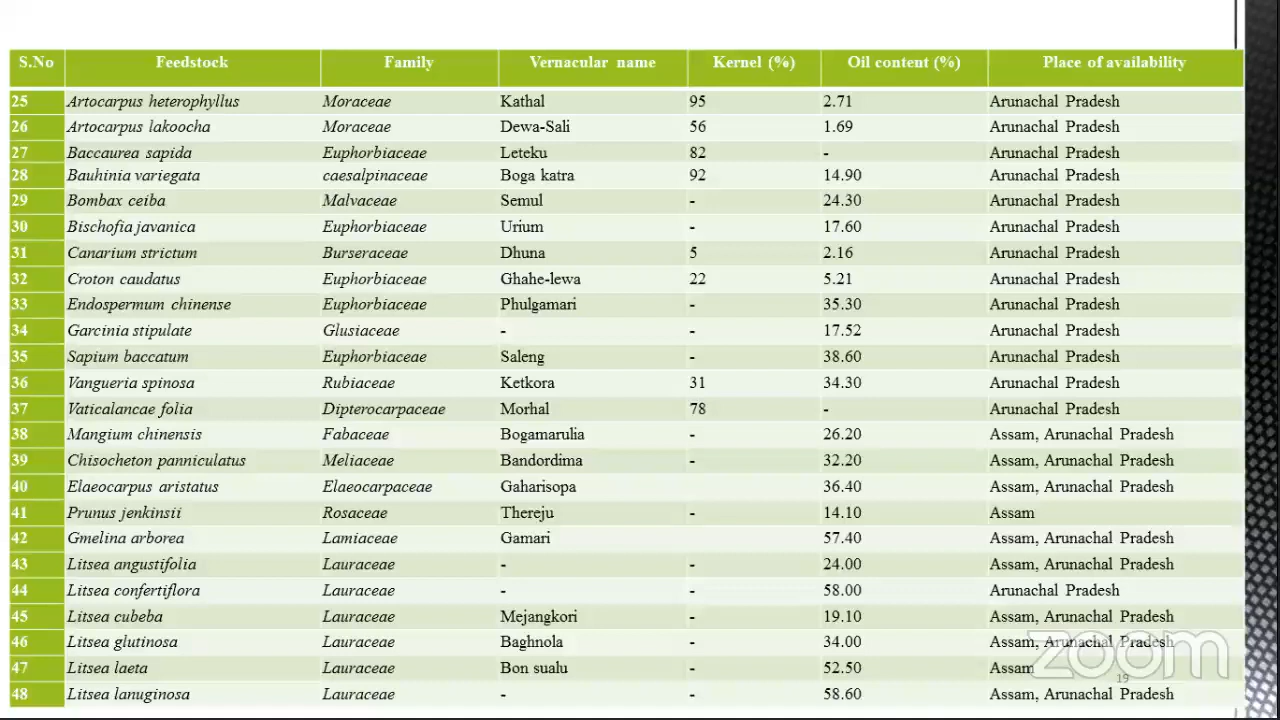 S.No Feedstock Family Vernacular name Kernel (%) Oil content (%) Place of availability
25 Artocarpus heterophyllus Moraceae Kathal 95 2.71 Arunachal Pradesh
26 Artocarpus lakoocha Moraceae Dewa-Sali 56 1.69 Arunachal Pradesh
27 Baccaurea sapida Euphorbiaceae Leteku 82 - Arunachal Pradesh
28 Bauhinia variegata caesalpinaceae Boga katra 92 14.90 Arunachal Pradesh
29 Bombax ceiba Malvaceae Semul - 24.30 Arunachal Pradesh
30 Bischofia javanica Euphorbiaceae Urium - 17.60 Arunachal Pradesh
31 Canarium strictum Burseraceae Dhuna 5 2.16 Arunachal Pradesh
32 Croton caudatus Euphorbiaceae Ghahe-lewa 22 5.21 Arunachal Pradesh
33 Endospermum chinense Euphorbiaceae Phulgamari - 35.30 Arunachal Pradesh
34 Garcinia stipulate Glusiaceae - - 17.52 Arunachal Pradesh
35 Sapium baccatum Euphorbiaceae Saleng - 38.60 Arunachal Pradesh
36 Vangueria spinosa Rubiaceae Ketkora 31 34.30 Arunachal Pradesh
37 Vaticalancae folia Dipterocarpaceae Morhal 78 - Arunachal Pradesh
38 Mangium chinensis Fabaceae Bogamarulia - 26.20 Assam, Arunachal Pradesh
39 Chisocheton panniculatus Meliaceae Bandordima - 32.20 Assam, Arunachal Pradesh
40 Elaeocarpus aristatus Elaeocarpaceae Gaharisopa 36.40 Assam, Arunachal Pradesh
41 Prunus jenkinsii Rosaceae Thereju - 14.10 Assam
42 Gmelina arborea Lamiaceae Gamari 57.40 Assam, Arunachal Pradesh
43 Litsea angustifolia Lauraceae - - 24.00 Assam, Arunachal Pradesh
44 Litsea confertiflora Lauraceae - - 58.00 Arunachal Pradesh
45 Litsea cubeba Lauraceae Mejangkori - 19.10 Assam, Arunachal Pradesh
46 Litsea glutinosa Lauraceae Baghnola - 34.00 Assam, Arunachal Pradesh
47 Litsea laeta Lauraceae Bon sualu - 52.50 Assam
48 Litsea lanuginosa Lauraceae - - 58.60 Assam, Arunachal Pradesh
zoom
19